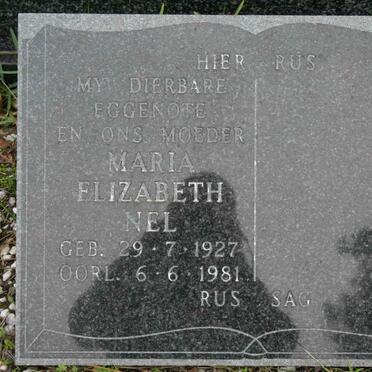 HIER RUS
MY DIERBARE
EGGENOTE
EN ONS MOEDER
MARIA
ELIZABETH
NEL
GEB. 29·7·1927
OORL. 6·6·1981
RUS SAG